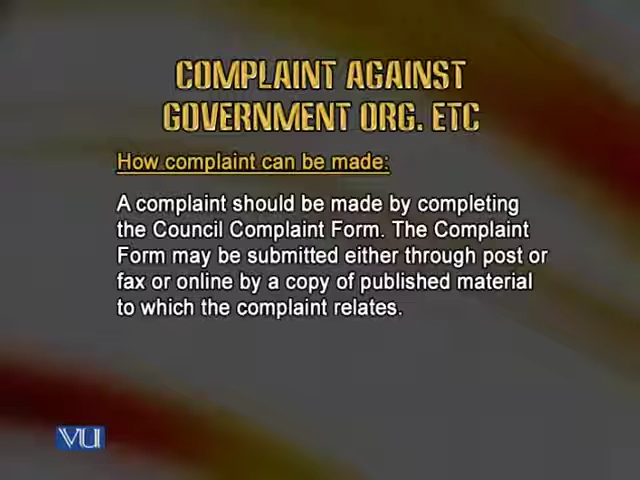 COMPLAINT AGAINST
GOVERNMENT ORG. ETC
How complaint can be made:
A complaint should be made by completing
the Council Complaint Form. The Complaint
Form may be submitted either through post or
fax or online by a copy of published material
to which the complaint relates.
VU